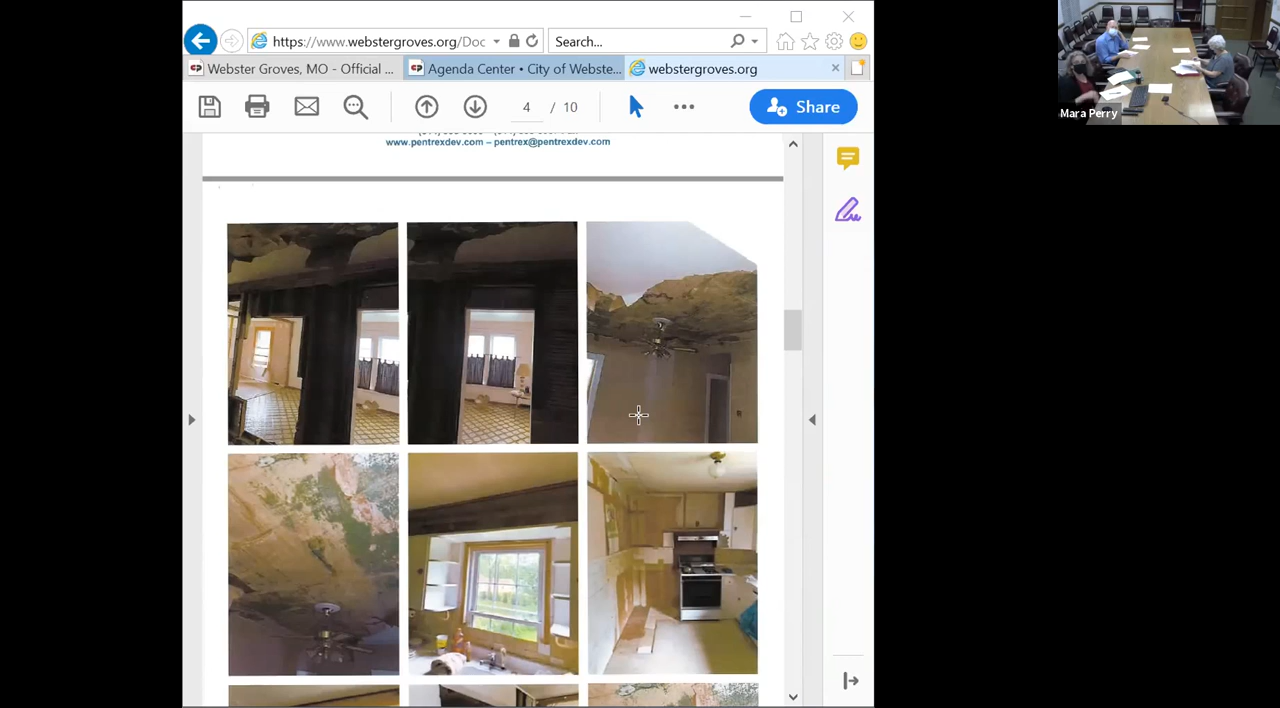 https://www.webstergroves.org/Doc
Search...
Webster Groves, MO - Official ...
Agenda Center • City of Webste...
webstergroves.org
4 / 10
Share
www.pentrexdev.com – pentrex@pentrexdev.com
Mara Perry